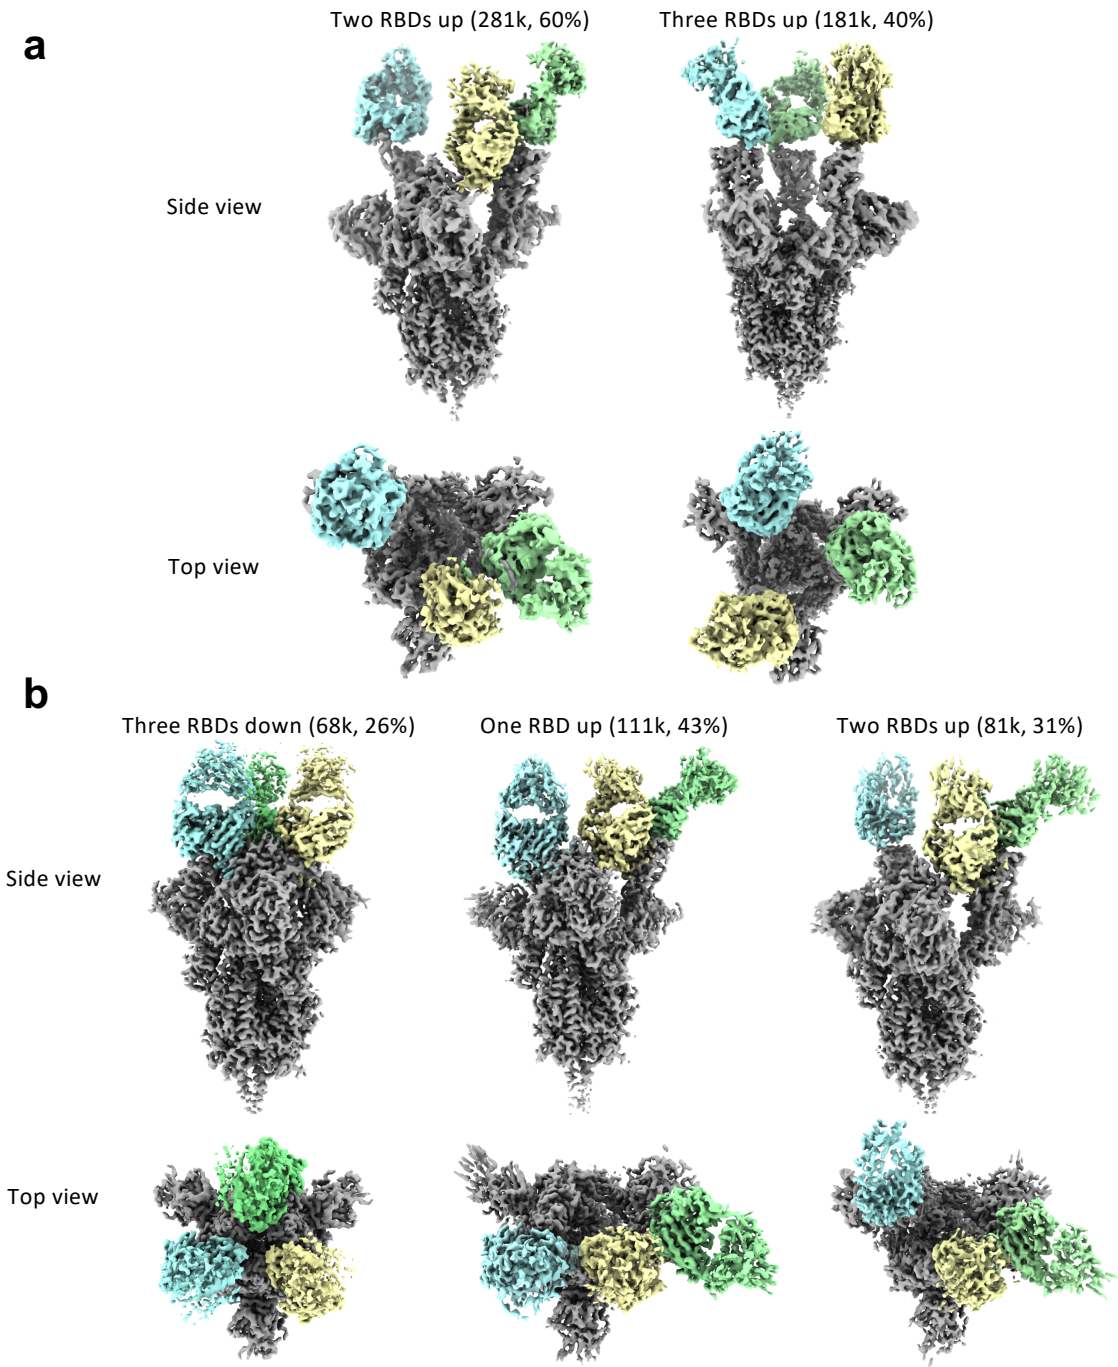 a
Two RBDs up (281k, 60%)
Three RBDs up (181k, 40%)
Side view
Top view
b
Three RBDs down (68k, 26%)
One RBD up (111k, 43%)
Two RBDs up (81k, 31%)
Side view
Top view